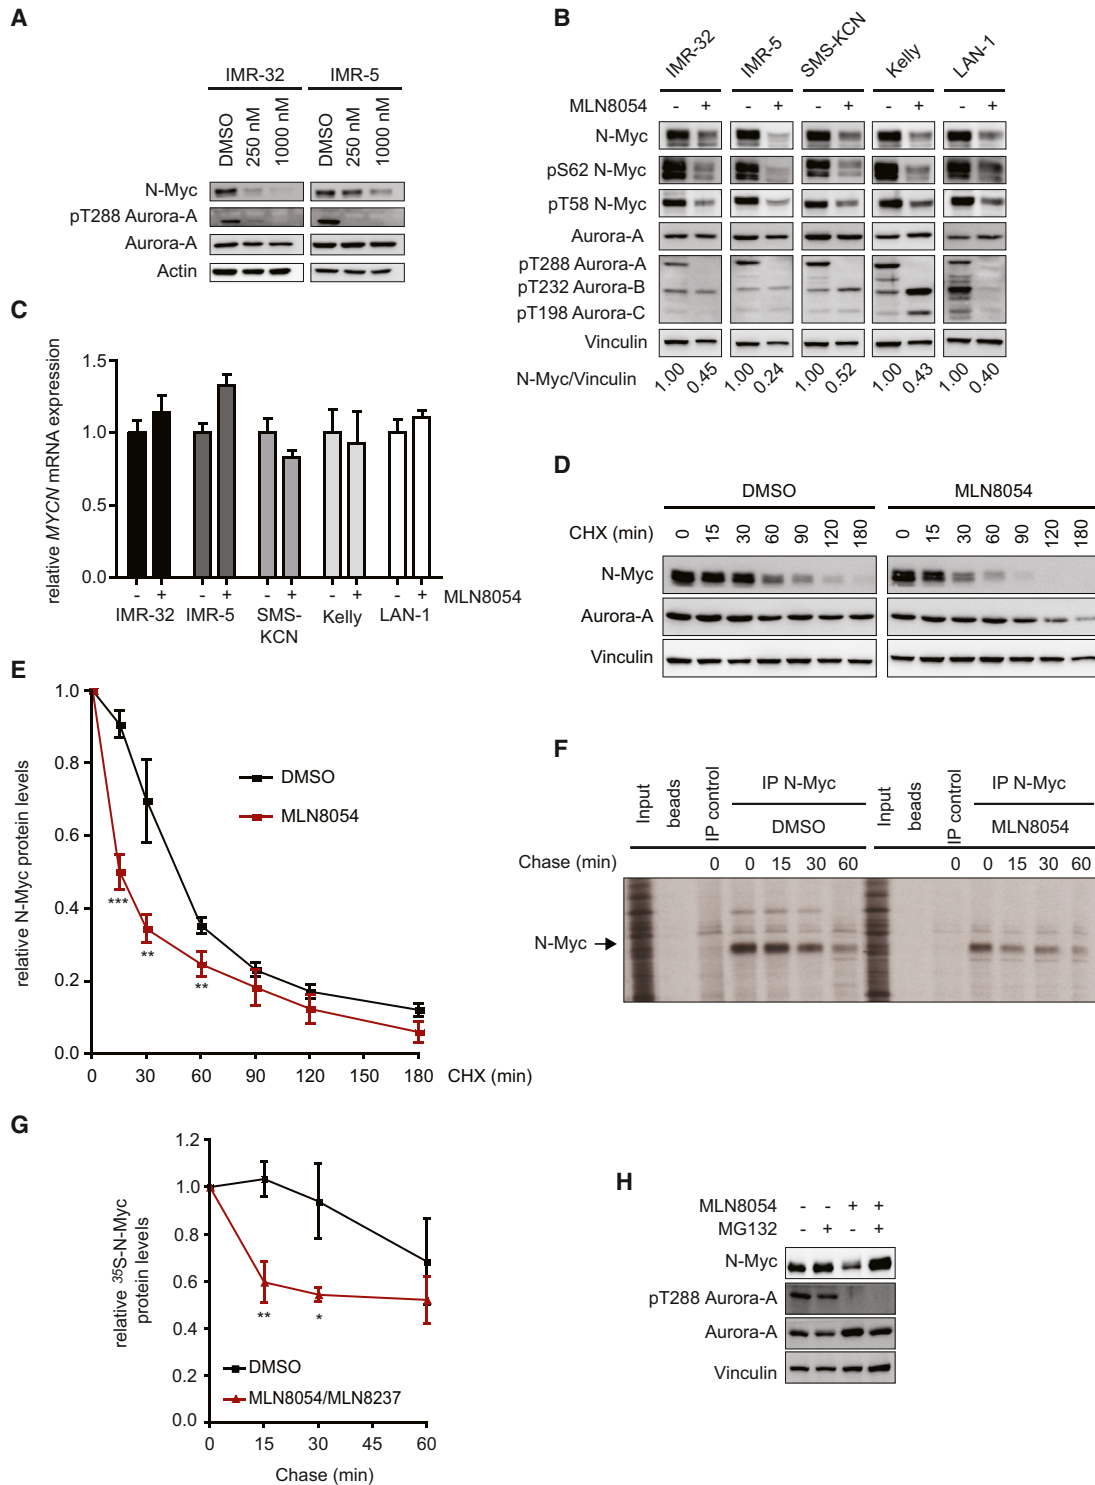 A
IMR-32 IMR-5
DMSO 250 nM 1000 nM DMSO 250 nM 1000 nM
N-Myc
pT288 Aurora-A
Aurora-A
Actin
B
IMR-32 IMR-5 SMS-KCN Kelly LAN-1
MLN8054 - + - + - + - + - +
N-Myc
pS62 N-Myc
pT58 N-Myc
Aurora-A
pT288 Aurora-A
pT232 Aurora-B
pT198 Aurora-C
Vinculin
N-Myc/Vinculin 1.00 0.45 1.00 0.24 1.00 0.52 1.00 0.43 1.00 0.40
C
relative MYCN mRNA expression
1.5
1.0
0.5
0.0
- + - + - + - + - + MLN8054
IMR-32 IMR-5 SMS-KCN Kelly LAN-1
D
DMSO MLN8054
CHX (min) 0 15 30 60 90 120 180 0 15 30 60 90 120 180
N-Myc
Aurora-A
Vinculin
E
relative N-Myc protein levels
1.0
0.8
0.6
0.4
0.2
0.0
DMSO
MLN8054
***
**
**
0 30 60 90 120 150 180 CHX (min)
F
Input beads IP control IP N-Myc Input beads IP control IP N-Myc
DMSO MLN8054
Chase (min) 0 0 15 30 60 0 0 15 30 60
N-Myc
G
relative 35S-N-Myc
protein levels
1.2
1.0
0.8
0.6
0.4
0.2
0.0
**
*
DMSO
MLN8054/MLN8237
0 15 30 45 60
Chase (min)
H
MLN8054 - - + +
MG132 - + - +
N-Myc
pT288 Aurora-A
Aurora-A
Vinculin